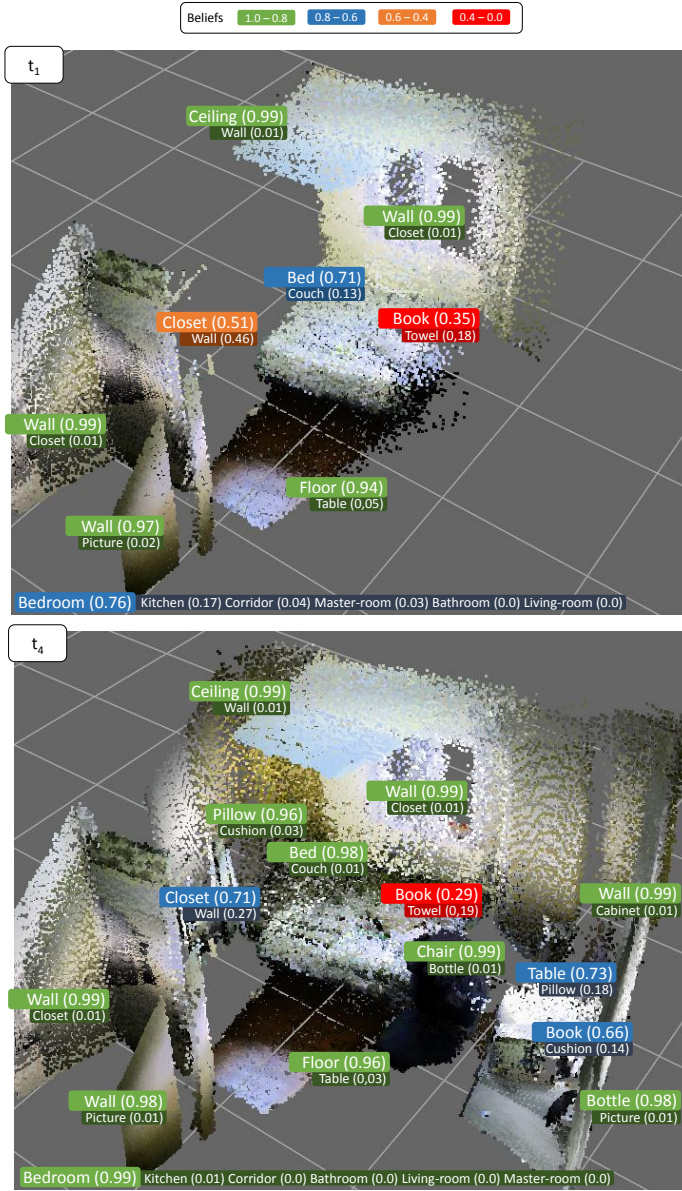 Beliefs 1.0 – 0.8 0.8 – 0.6 0.6 – 0.4 0.4 – 0.0
t1
Ceiling (0.99)
Wall (0.01)
Wall (0.99)
Closet (0.01)
Bed (0.71)
Couch (0.13)
Closet (0.51)
Wall (0.46)
Book (0.35)
Towel (0,18)
Wall (0.99)
Closet (0.01)
Floor (0.94)
Table (0,05)
Wall (0.97)
Picture (0.02)
Bedroom (0.76) Kitchen (0.17) Corridor (0.04) Master-room (0.03) Bathroom (0.0) Living-room (0.0)
t4
Ceiling (0.99)
Wall (0.01)
Wall (0.99)
Closet (0.01)
Pillow (0.96)
Cushion (0.03)
Bed (0.98)
Couch (0.01)
Closet (0.71)
Wall (0.27)
Book (0.29)
Towel (0,19)
Wall (0.99)
Cabinet (0.01)
Chair (0.99)
Bottle (0.01)
Table (0.73)
Pillow (0.18)
Wall (0.99)
Closet (0.01)
Book (0.66)
Cushion (0.14)
Floor (0.96)
Table (0,03)
Wall (0.98)
Picture (0.01)
Bottle (0.98)
Picture (0.01)
Bedroom (0.99) Kitchen (0.01) Corridor (0.0) Bathroom (0.0) Living-room (0.0) Master-room (0.0)